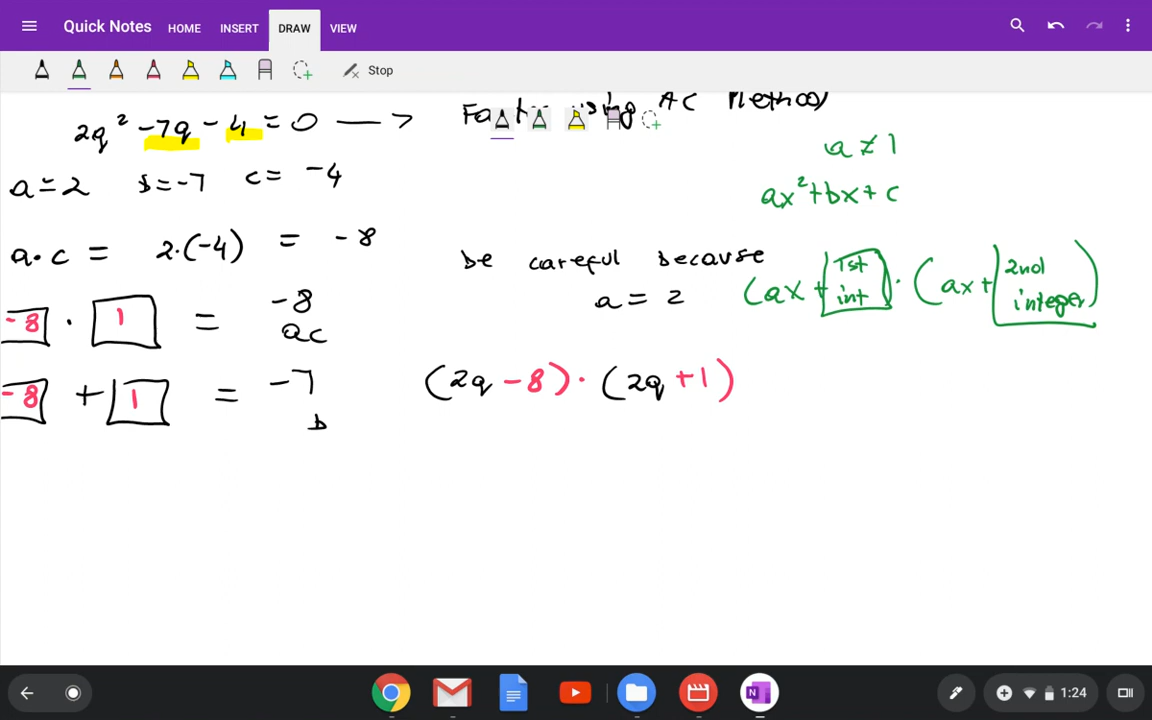 Quick Notes HOME INSERT DRAW VIEW
Stop
using AC Method
2q² -7q - 4 = 0 →
a ≠ 1
a = 2 b = -7 c = -4
ax² + bx + c
a·c = 2·(-4) = -8
be careful because
a = 2
(ax + 1st int) · (ax + 2nd integer)
-8 · 1 = -8
ac
-8 + 1 = -7
b
(2q - 8) · (2q + 1)
1:24